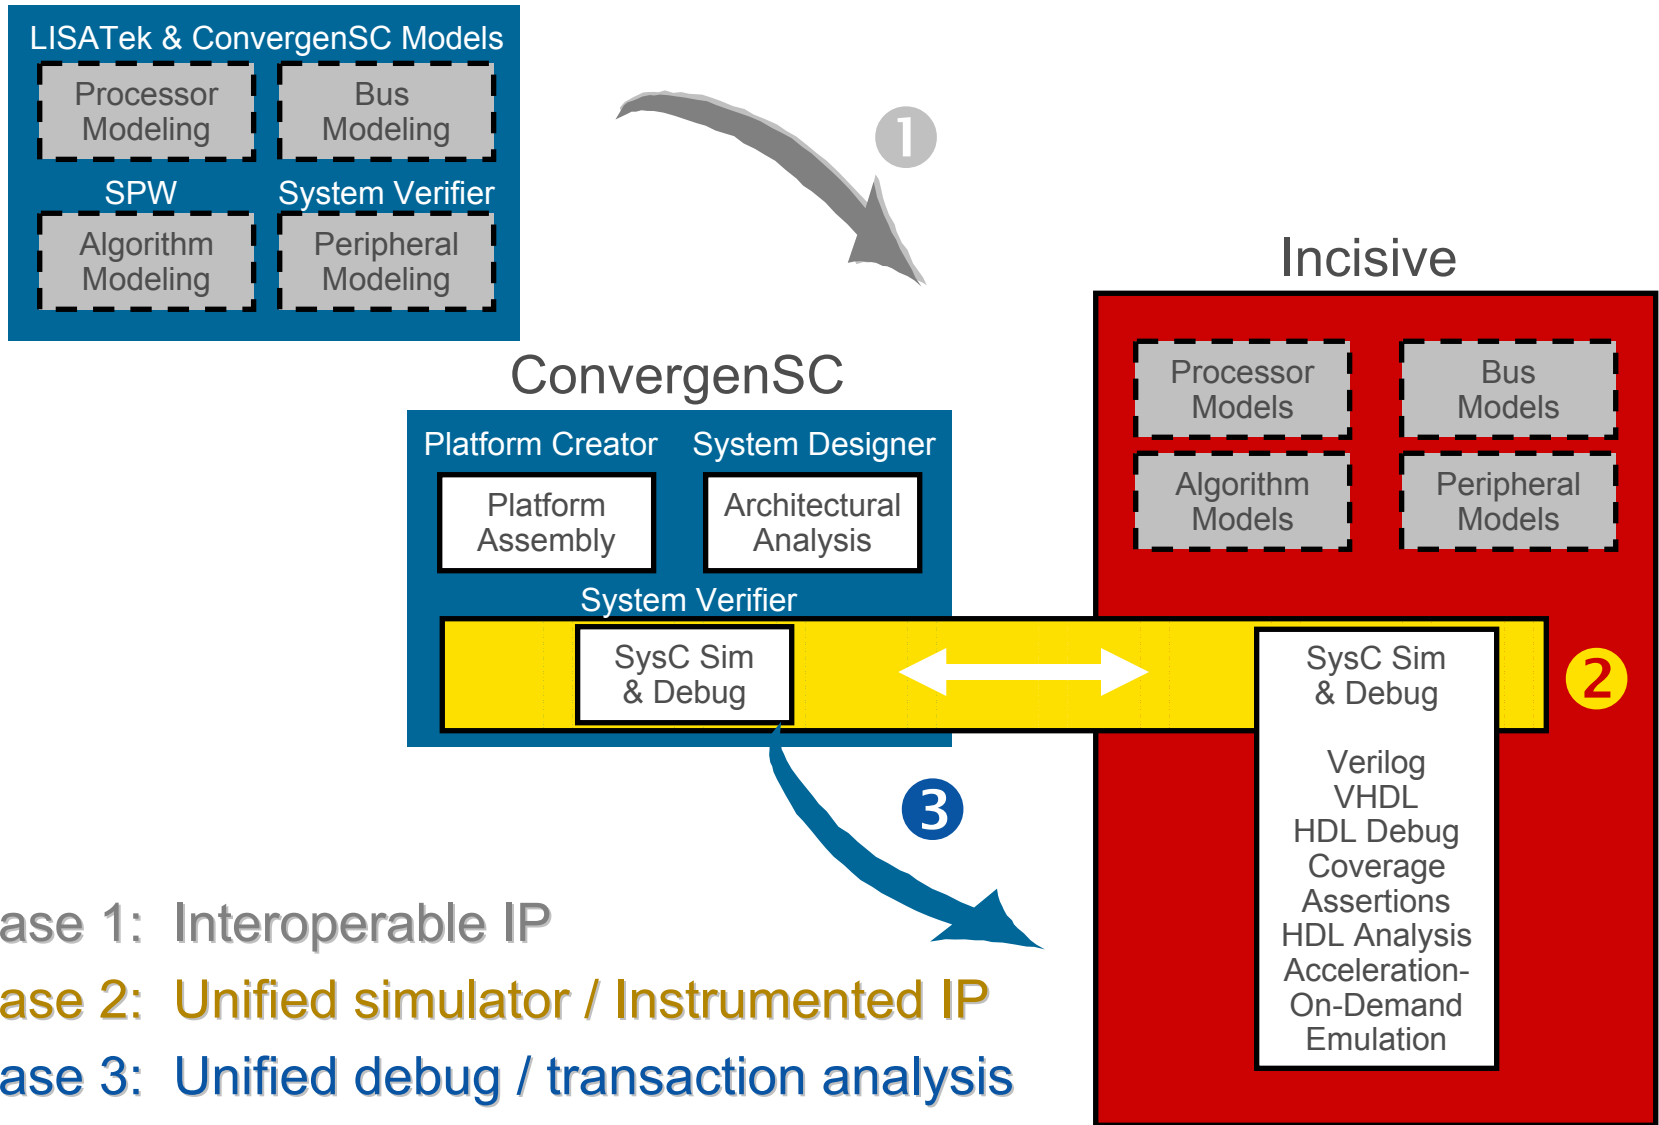 LISATek & ConvergenSC Models
Processor
Modeling
Bus
Modeling
SPW
System Verifier
Algorithm
Modeling
Peripheral
Modeling
1
Incisive
Processor
Models
Bus
Models
Algorithm
Models
Peripheral
Models
ConvergenSC
Platform Creator
System Designer
Platform
Assembly
Architectural
Analysis
System Verifier
SysC Sim
& Debug
SysC Sim
& Debug
Verilog
VHDL
HDL Debug
Coverage
Assertions
HDL Analysis
Acceleration-
On-Demand
Emulation
2
3
ase 1: Interoperable IP
ase 2: Unified simulator / Instrumented IP
ase 3: Unified debug / transaction analysis